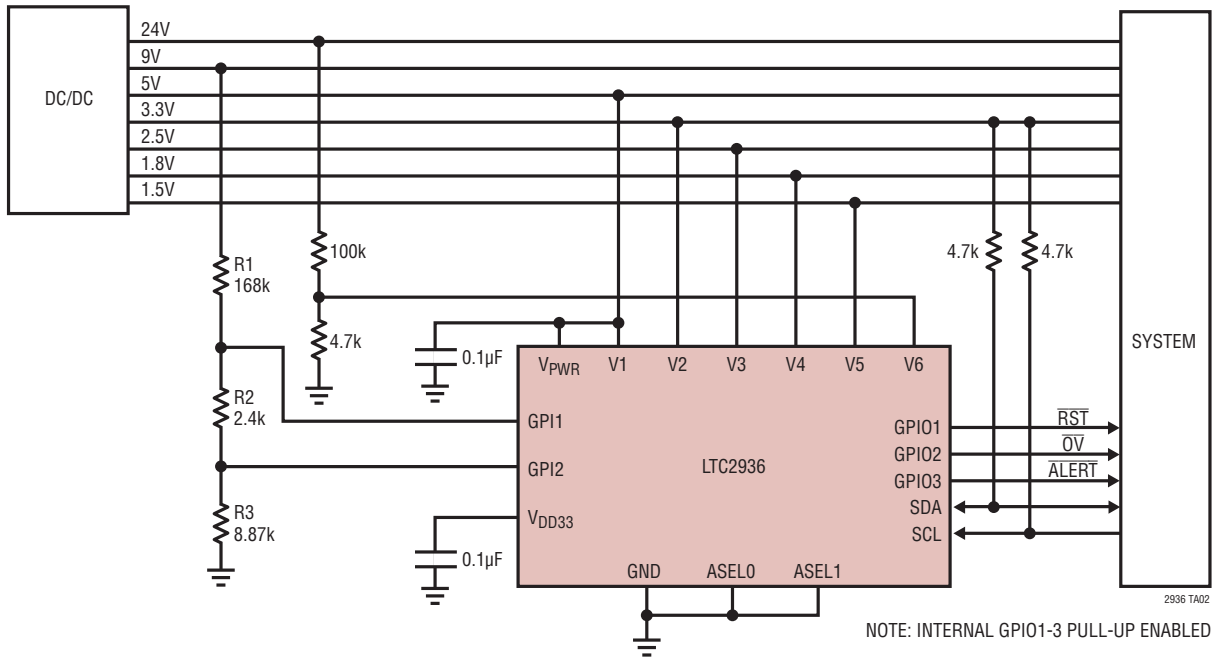 24V
9V
5V
3.3V
2.5V
1.8V
1.5V
DC/DC
R1
168k
100k
4.7k
4.7k
4.7k
0.1µF
R2
2.4k
R3
8.87k
0.1µF
VPWR V1 V2 V3 V4 V5 V6
GPI1
GPI2
VDD33
LTC2936
GPIO1
GPIO2
GPIO3
SDA
SCL
RST
OV
ALERT
GND ASEL0 ASEL1
SYSTEM
2936 TA02
NOTE: INTERNAL GPIO1-3 PULL-UP ENABLED